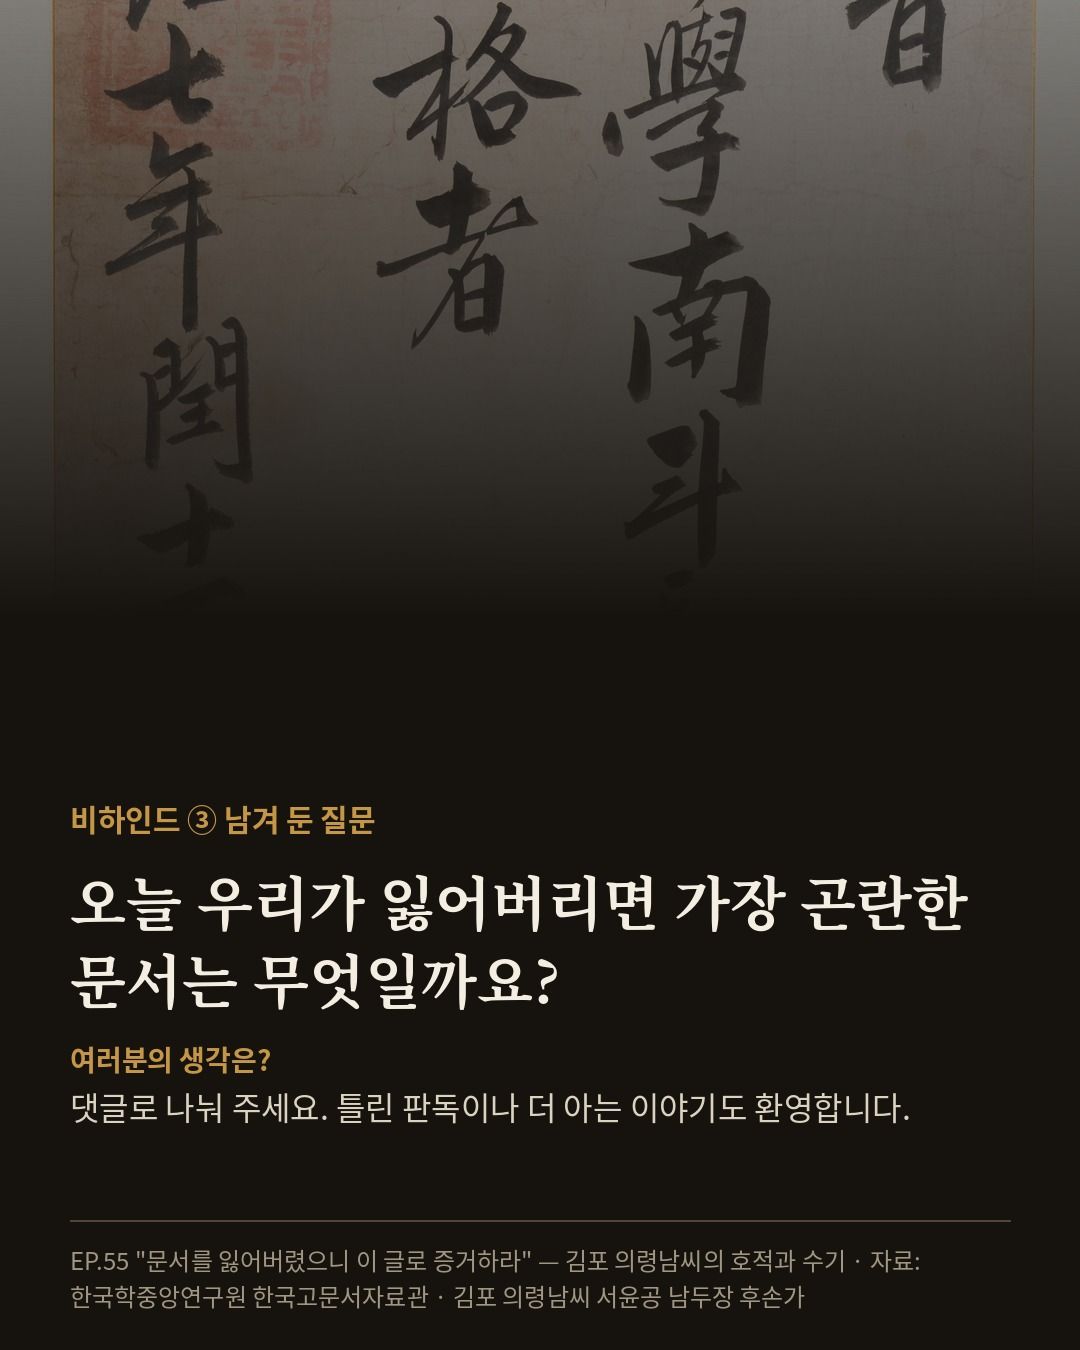 者
學南斗
格者
七年閏十
비하인드 ③ 남겨 둔 질문
오늘 우리가 잃어버리면 가장 곤란한
문서는 무엇일까요?
여러분의 생각은?
댓글로 나눠 주세요. 틀린 판독이나 더 아는 이야기도 환영합니다.
EP.55 "문서를 잃어버렸으니 이 글로 증거하라" — 김포 의령남씨의 호적과 수기 · 자료:
한국학중앙연구원 한국고문서자료관 · 김포 의령남씨 서윤공 남두장 후손가